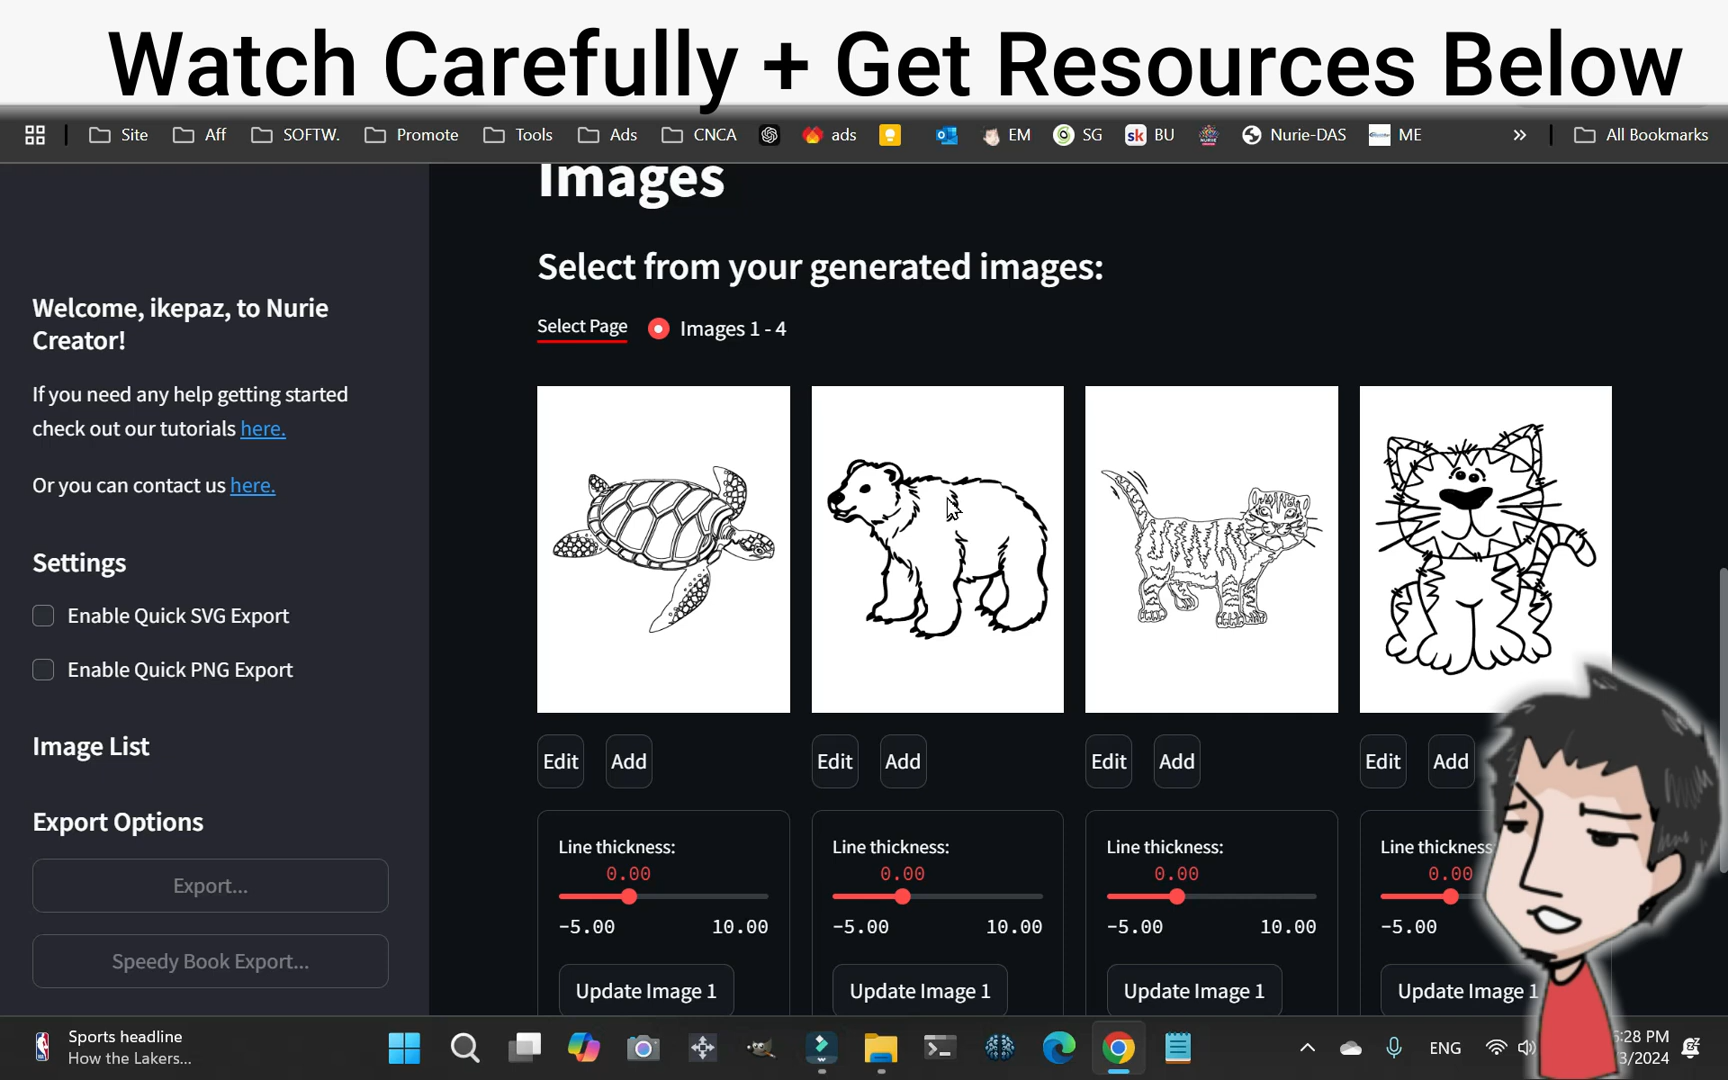 Watch Carefully + Get Resources Below
Site Aff SOFTW. Promote Tools Ads CNCA ads EM SG sk BU Nurie-DAS ME » All Bookmarks
Images
Welcome, ikepaz, to Nurie
Creator!
If you need any help getting started
check out our tutorials here.
Or you can contact us here.
Settings
Enable Quick SVG Export
Enable Quick PNG Export
Image List
Export Options
Export...
Speedy Book Export...
Select from your generated images:
Select Page Images 1 - 4
Edit Add Edit Add Edit Add Edit Add
Line thickness: Line thickness: Line thickness: Line thickness
0.00 0.00 0.00 0.00
-5.00 10.00 -5.00 10.00 -5.00 10.00 -5.00
Update Image 1 Update Image 1 Update Image 1 Update Image 1
Sports headline
How the Lakers...
ENG
:28 PM
3/2024